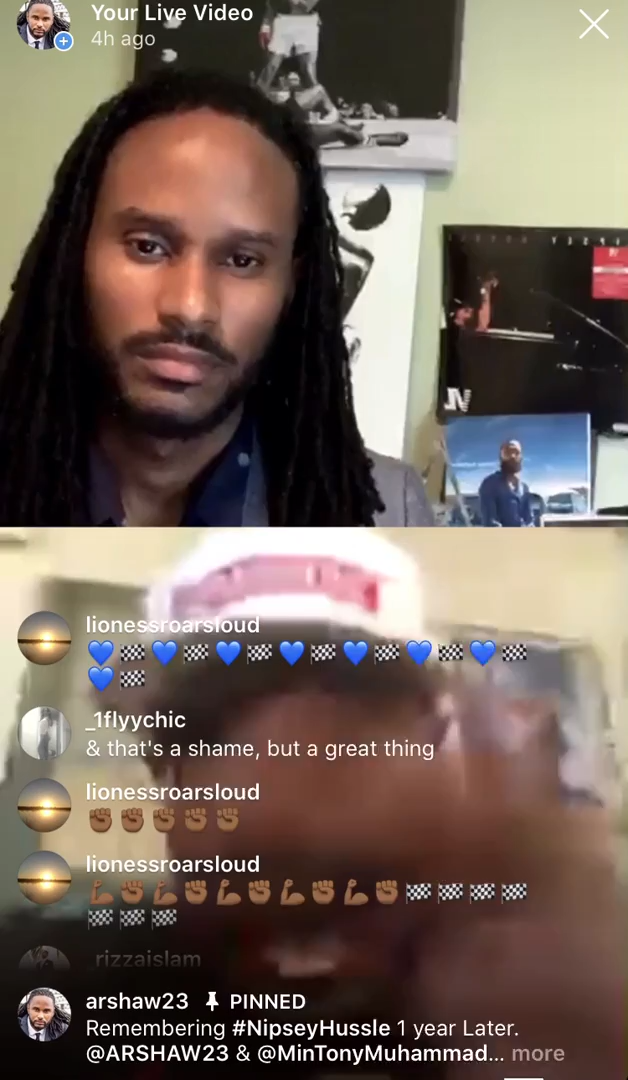 Your Live Video
4h ago
lionessroarsloud
💙🏁💙🏁💙🏁💙🏁💙🏁💙🏁💙🏁
💙🏁
_1flyychic
& that's a shame, but a great thing
lionessroarsloud
✊🏾✊🏾✊🏾✊🏾✊🏾
lionessroarsloud
💪🏾✊🏾💪🏾✊🏾💪🏾✊🏾💪🏾✊🏾💪🏾✊🏾🏁🏁🏁🏁
🏁🏁🏁
rizzaislam
arshaw23 📌 PINNED
Remembering #NipseyHussle 1 year Later.
@ARSHAW23 & @MinTonyMuhammad... more